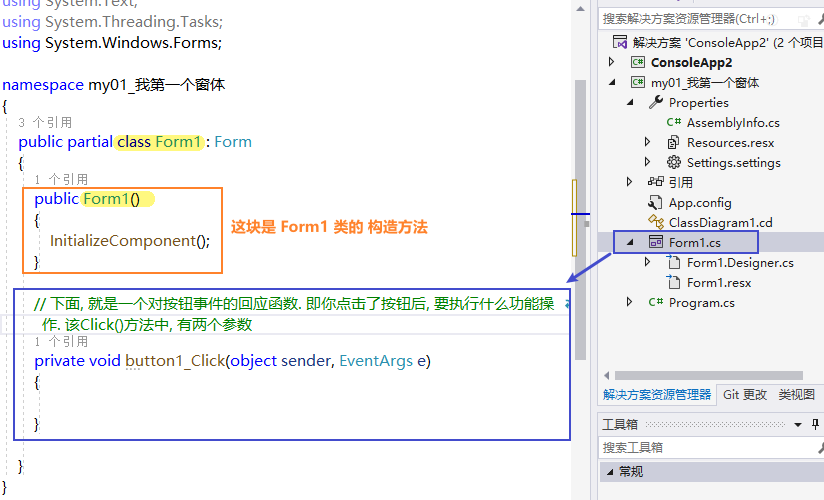 using System.Text;
using System.Threading.Tasks;
using System.Windows.Forms;
namespace my01_我第一个窗体
{
3 个引用
public partial class Form1 : Form
{
1 个引用
public Form1()
{
InitializeComponent();
}
这块是 Form1 类的 构造方法
// 下面, 就是一个对按钮事件的回应函数. 即你点击了按钮后, 要执行什么功能操
作. 该Click()方法中, 有两个参数
1 个引用
private void button1_Click(object sender, EventArgs e)
{
}
}
}
搜索解决方案资源管理器(Ctrl+;)
解决方案 'ConsoleApp2' (2 个项目
ConsoleApp2
my01_我第一个窗体
Properties
AssemblyInfo.cs
Resources.resx
Settings.settings
引用
App.config
ClassDiagram1.cd
Form1.cs
Form1.Designer.cs
Form1.resx
Program.cs
解决方案资源管理器 Git 更改 类视图
工具箱
搜索工具箱
常规